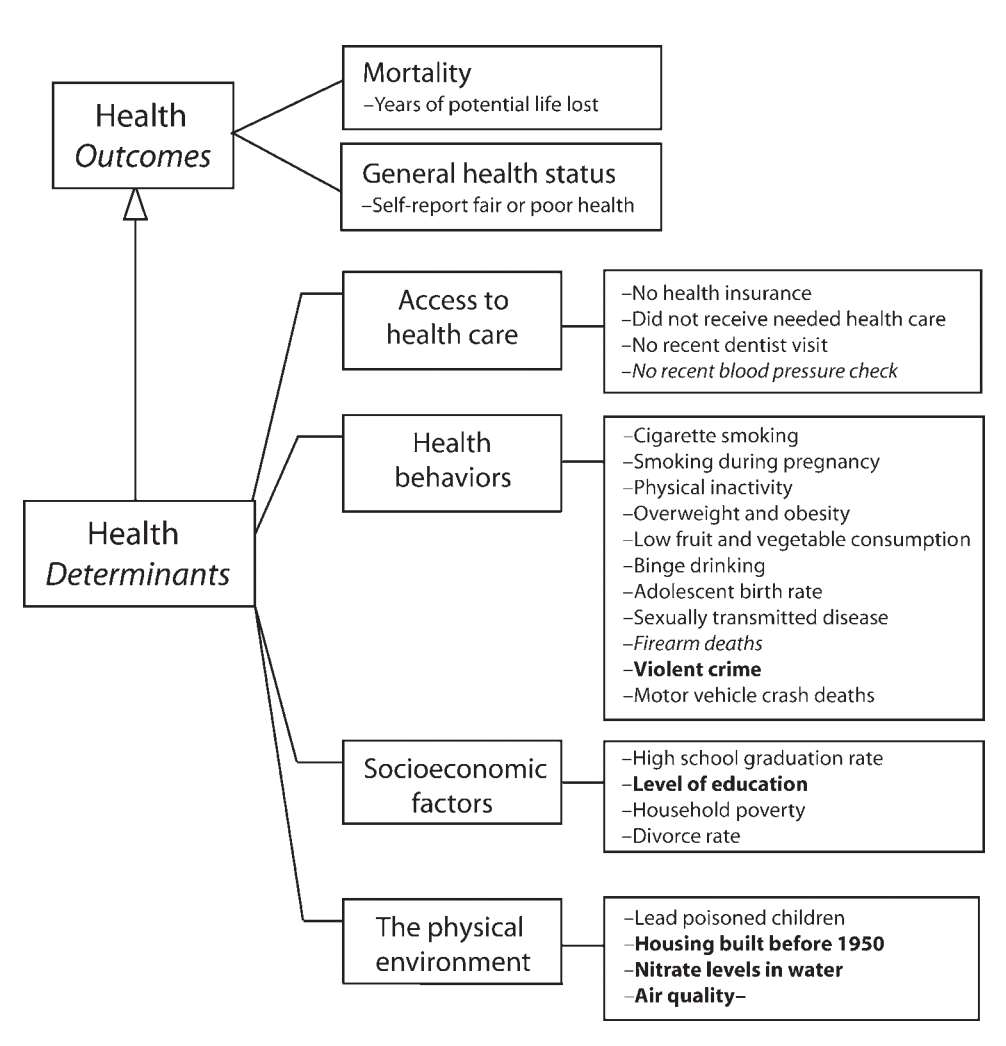 Health
Outcomes
Mortality
–Years of potential life lost
General health status
–Self-report fair or poor health
Access to
health care
–No health insurance
–Did not receive needed health care
–No recent dentist visit
–No recent blood pressure check
Health
behaviors
–Cigarette smoking
–Smoking during pregnancy
–Physical inactivity
–Overweight and obesity
–Low fruit and vegetable consumption
–Binge drinking
–Adolescent birth rate
–Sexually transmitted disease
–Firearm deaths
–Violent crime
–Motor vehicle crash deaths
Health
Determinants
Socioeconomic
factors
–High school graduation rate
–Level of education
–Household poverty
–Divorce rate
The physical
environment
–Lead poisoned children
–Housing built before 1950
–Nitrate levels in water
–Air quality–